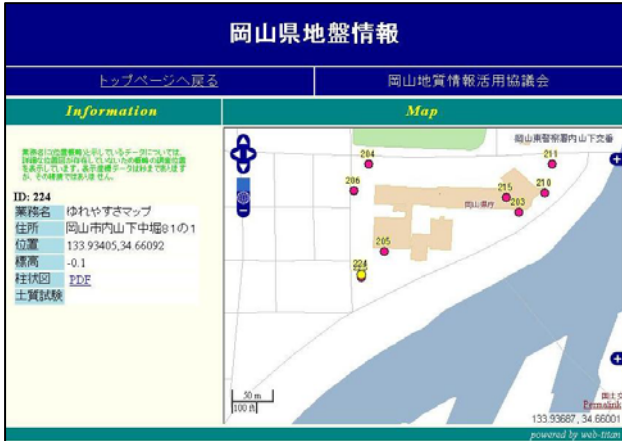 岡山県地盤情報
トップページへ戻る
岡山地質情報活用協議会
Information
Map
ID: 224
業務名 ゆれやすさマップ
住所 岡山市内山下中堀81の1
位置 133.93405,34.66092
標高 -0.1
柱状図 PDF
土質試験
岡山東警察署内山下交番
204
211
206
215
210
岡山県庁
203
205
224
50 m
100 ft
Permalink
133.93687, 34.66001
powered by web-titan